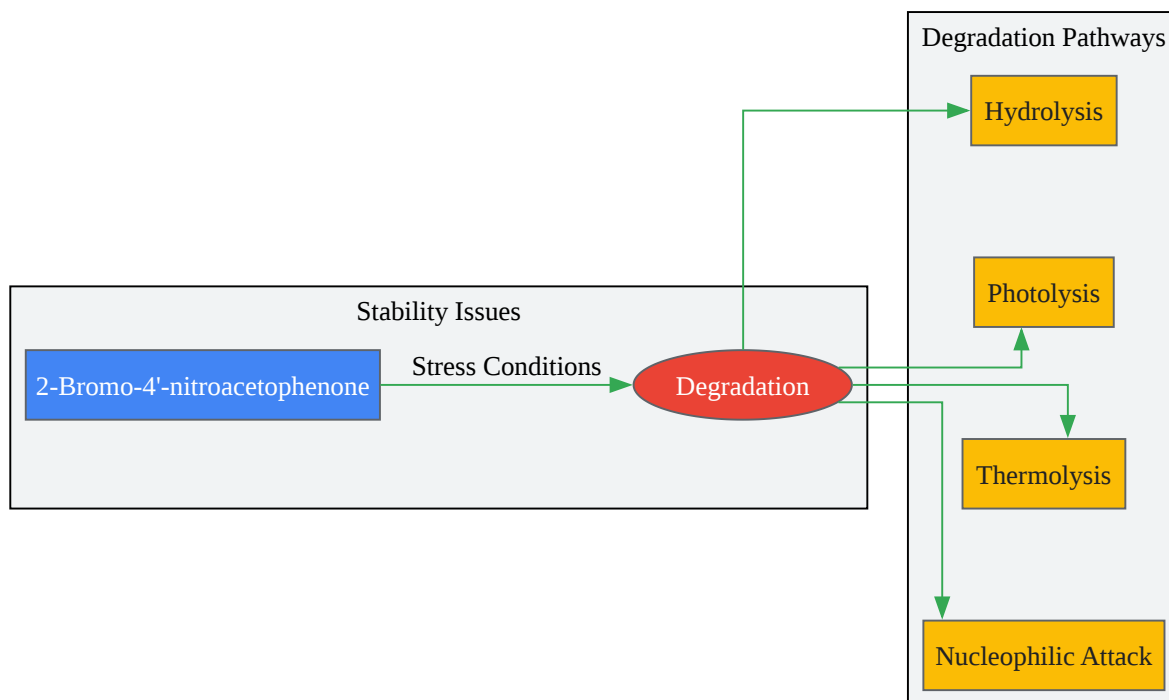 Degradation Pathways
Hydrolysis
Photolysis
Stability Issues
Stress Conditions
2-Bromo-4'-nitroacetophenone
Degradation
Thermolysis
Nucleophilic Attack